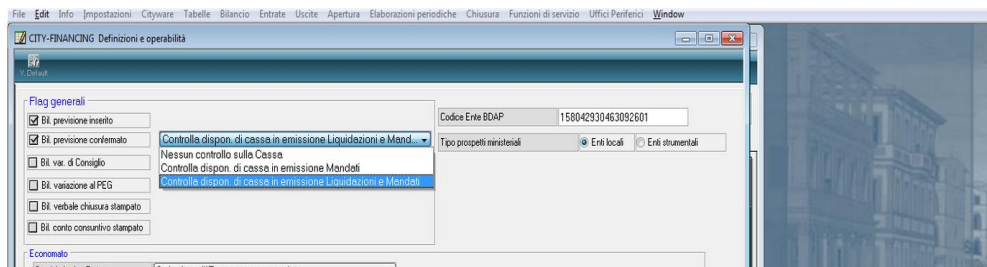 File Edit Info Impostazioni Cityware Tabelle Bilancio Entrate Uscite Apertura Elaborazioni periodiche Chiusura Funzioni di servizio Uffici Periferici Window
CITY-FINANCING Definizioni e operabilità
V. Default
Flag generali
Bil. previsione inserito
Codice Ente BDAP 158042930463092601
Bil. previsione confermato
Controlla dispon. di cassa in emissione Liquidazioni e Mand...
Tipo prospetti ministeriali Enti locali Enti strumentali
Nessun controllo sulla Cassa
Controlla dispon. di cassa in emissione Mandati
Controlla dispon. di cassa in emissione Liquidazioni e Mandati
Bil. var. di Consiglio
Bil. variazione al PEG
Bil. verbale chiusura stampato
Bil. conto consuntivo stampato
Economato